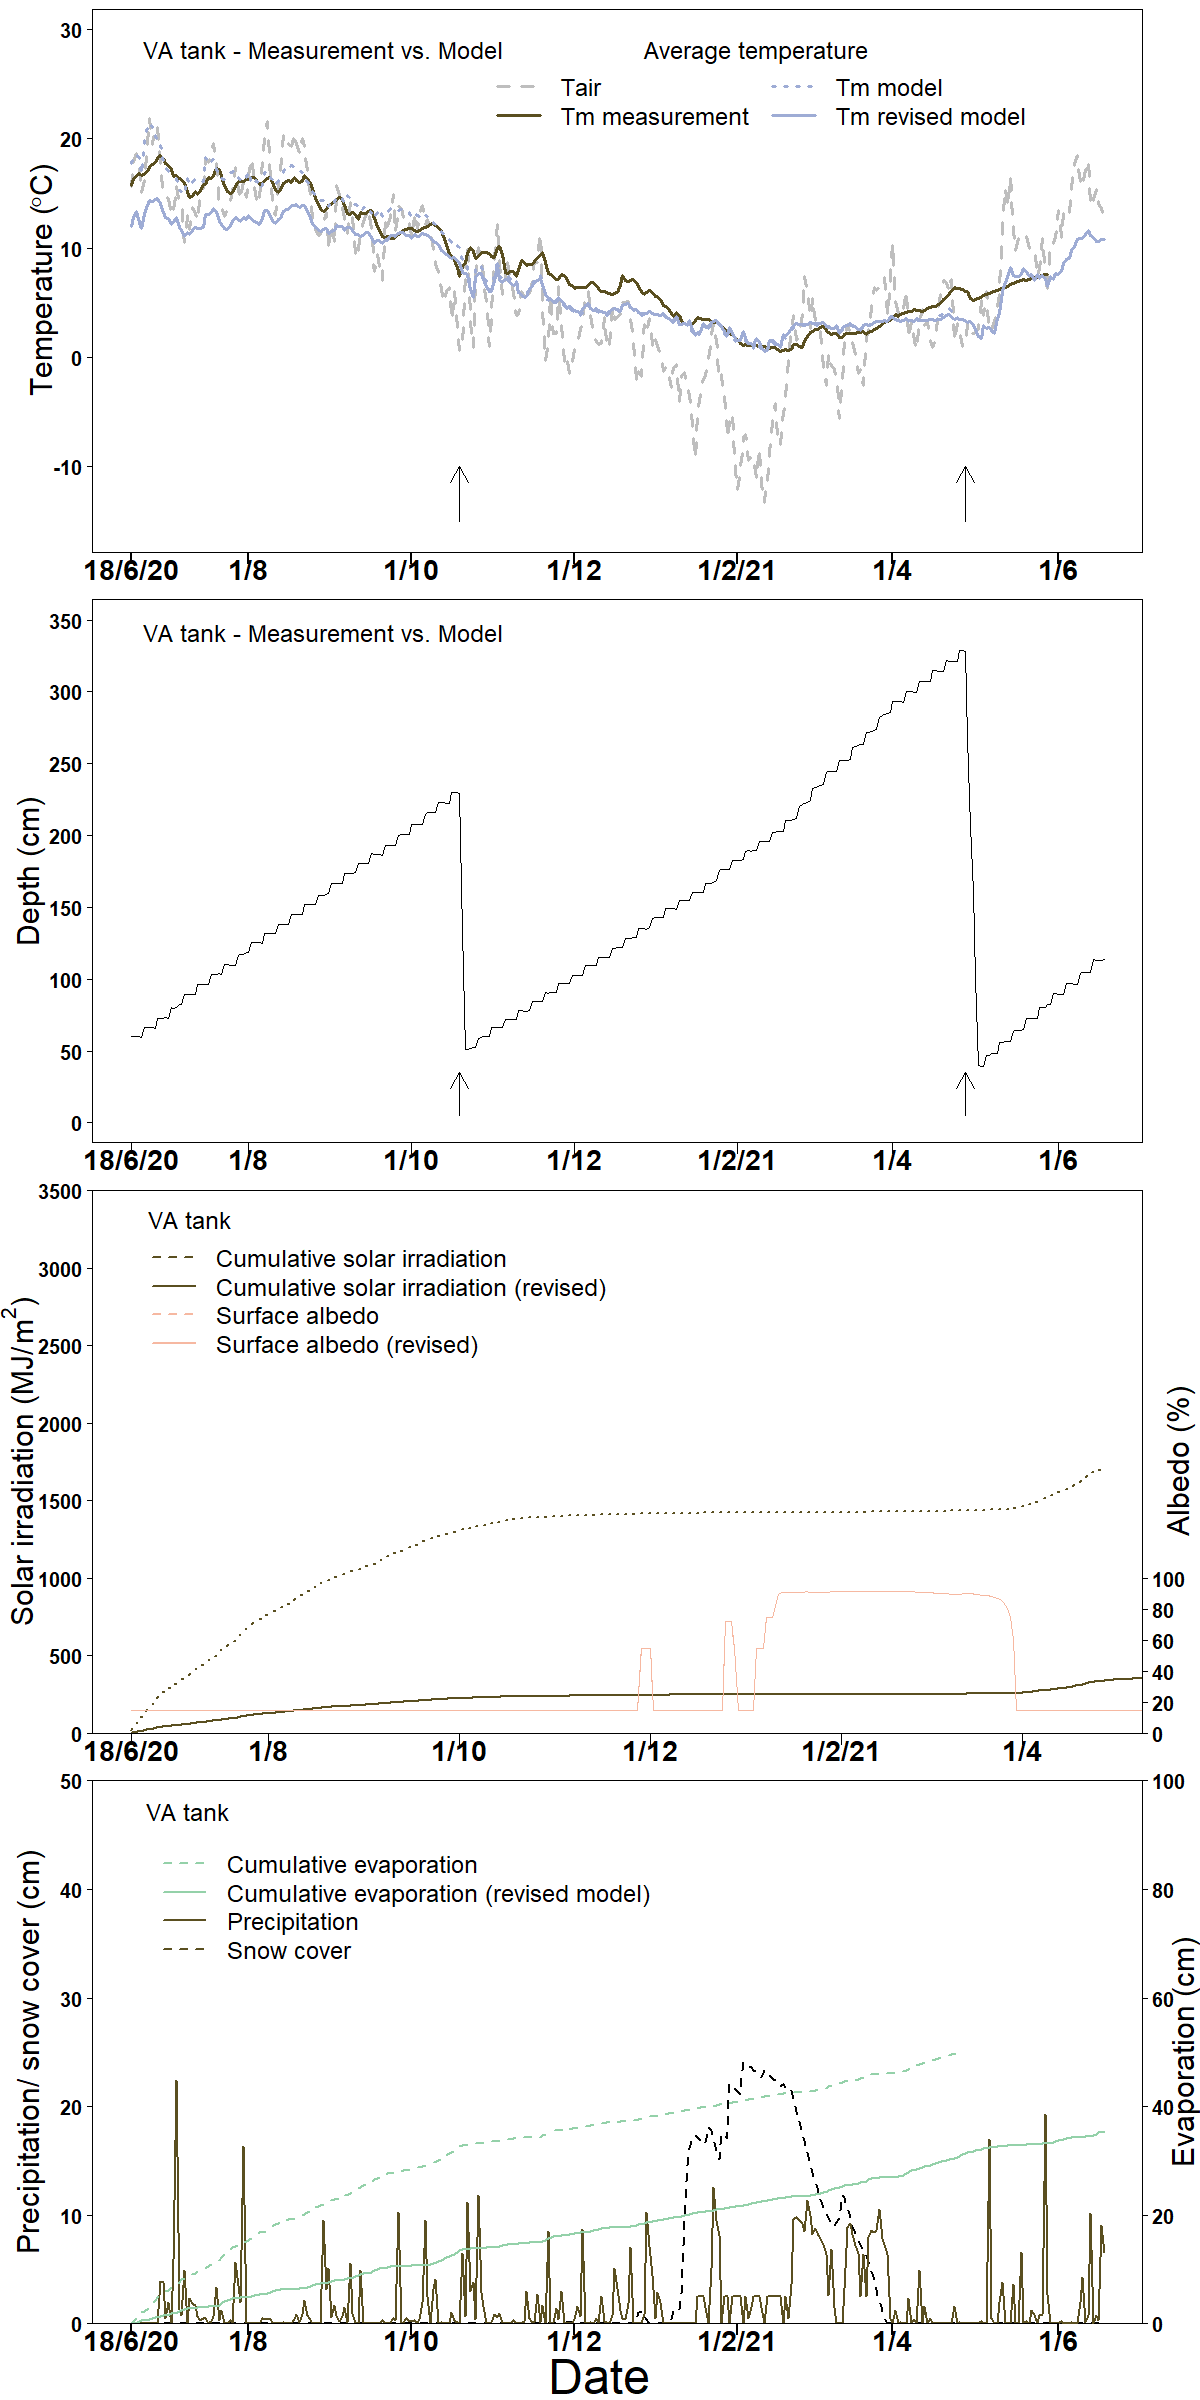 30
20
10
0
-10
Temperature (°C)
VA tank - Measurement vs. Model
Average temperature
Tair
Tm measurement
Tm model
Tm revised model
18/6/20 1/8 1/10 1/12 1/2/21 1/4 1/6
350
300
250
200
150
100
50
0
Depth (cm)
VA tank - Measurement vs. Model
18/6/20 1/8 1/10 1/12 1/2/21 1/4 1/6
3500
3000
2500
2000
1500
1000
500
0
Solar irradiation (MJ/m²)
VA tank
Cumulative solar irradiation
Cumulative solar irradiation (revised)
Surface albedo
Surface albedo (revised)
Albedo (%)
100
80
60
40
20
0
18/6/20 1/8 1/10 1/12 1/2/21 1/4
50
40
30
20
10
0
Precipitation/ snow cover (cm)
VA tank
Cumulative evaporation
Cumulative evaporation (revised model)
Precipitation
Snow cover
100
80
60
40
20
0
Evaporation (cm)
18/6/20 1/8 1/10 1/12 1/2/21 1/4 1/6
Date